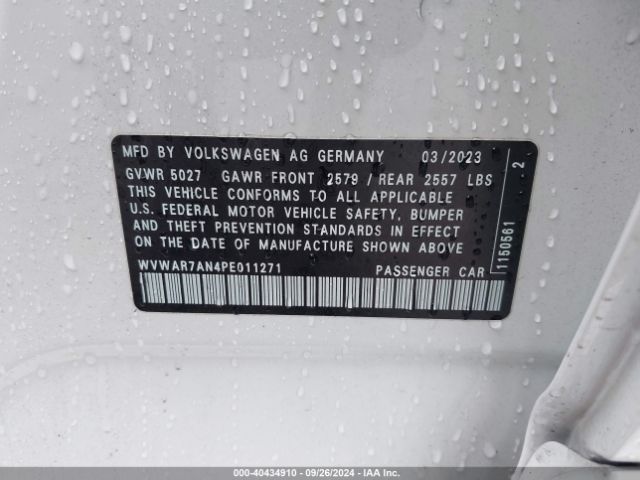 MFD BY VOLKSWAGEN AG GERMANY 03/2023
GVWR 5027 GAWR FRONT 2579 / REAR 2557 LBS
THIS VEHICLE CONFORMS TO ALL APPLICABLE
U.S. FEDERAL MOTOR VEHICLE SAFETY, BUMPER
AND THEFT PREVENTION STANDARDS IN EFFECT
ON THE DATE OF MANUFACTURE SHOWN ABOVE
WVWAR7AN4PE011271 PASSENGER CAR
1150561 2
000-40434910 - 09/26/2024 - IAA Inc.